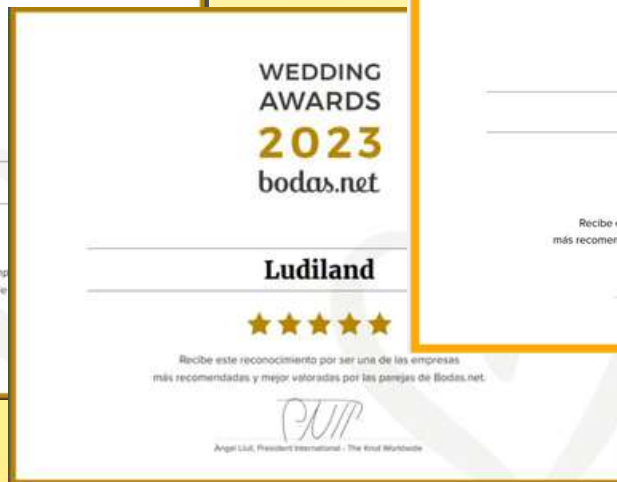 WEDDING
AWARDS
2023
bodas.net
Ludiland
Recibe este reconocimiento por ser una de las empresas
más recomendadas y mejor valoradas por las parejas de Bodas.net.
Àngel Llull, President International - The Knot Worldwide
Recibe
más recomen